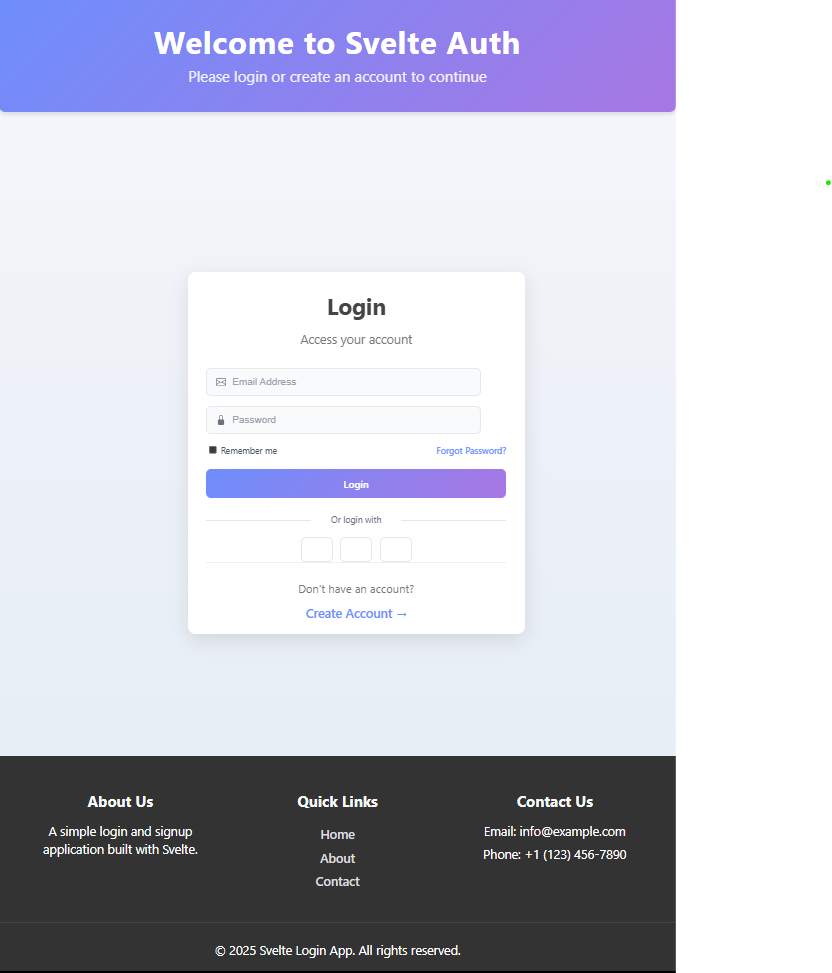 Welcome to Svelte Auth
Please login or create an account to continue
Login
Access your account
Email Address
Password
Remember me
Forgot Password?
Login
Or login with
Don't have an account?
Create Account →
About Us
A simple login and signup
application built with Svelte.
Quick Links
Home
About
Contact
Contact Us
Email: info@example.com
Phone: +1 (123) 456-7890
© 2025 Svelte Login App. All rights reserved.